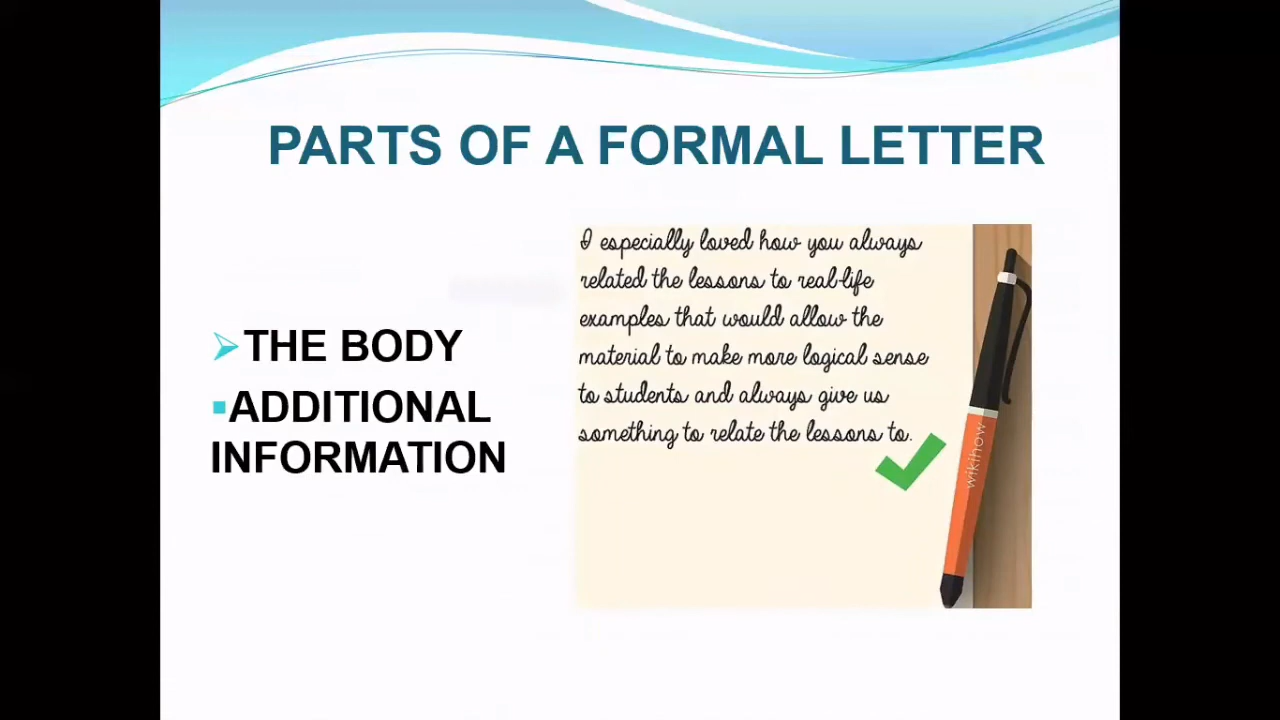 PARTS OF A FORMAL LETTER
THE BODY
ADDITIONAL
INFORMATION
I especially loved how you always
related the lessons to real-life
examples that would allow the
material to make more logical sense
to students and always give us
something to relate the lessons to.
wikihow